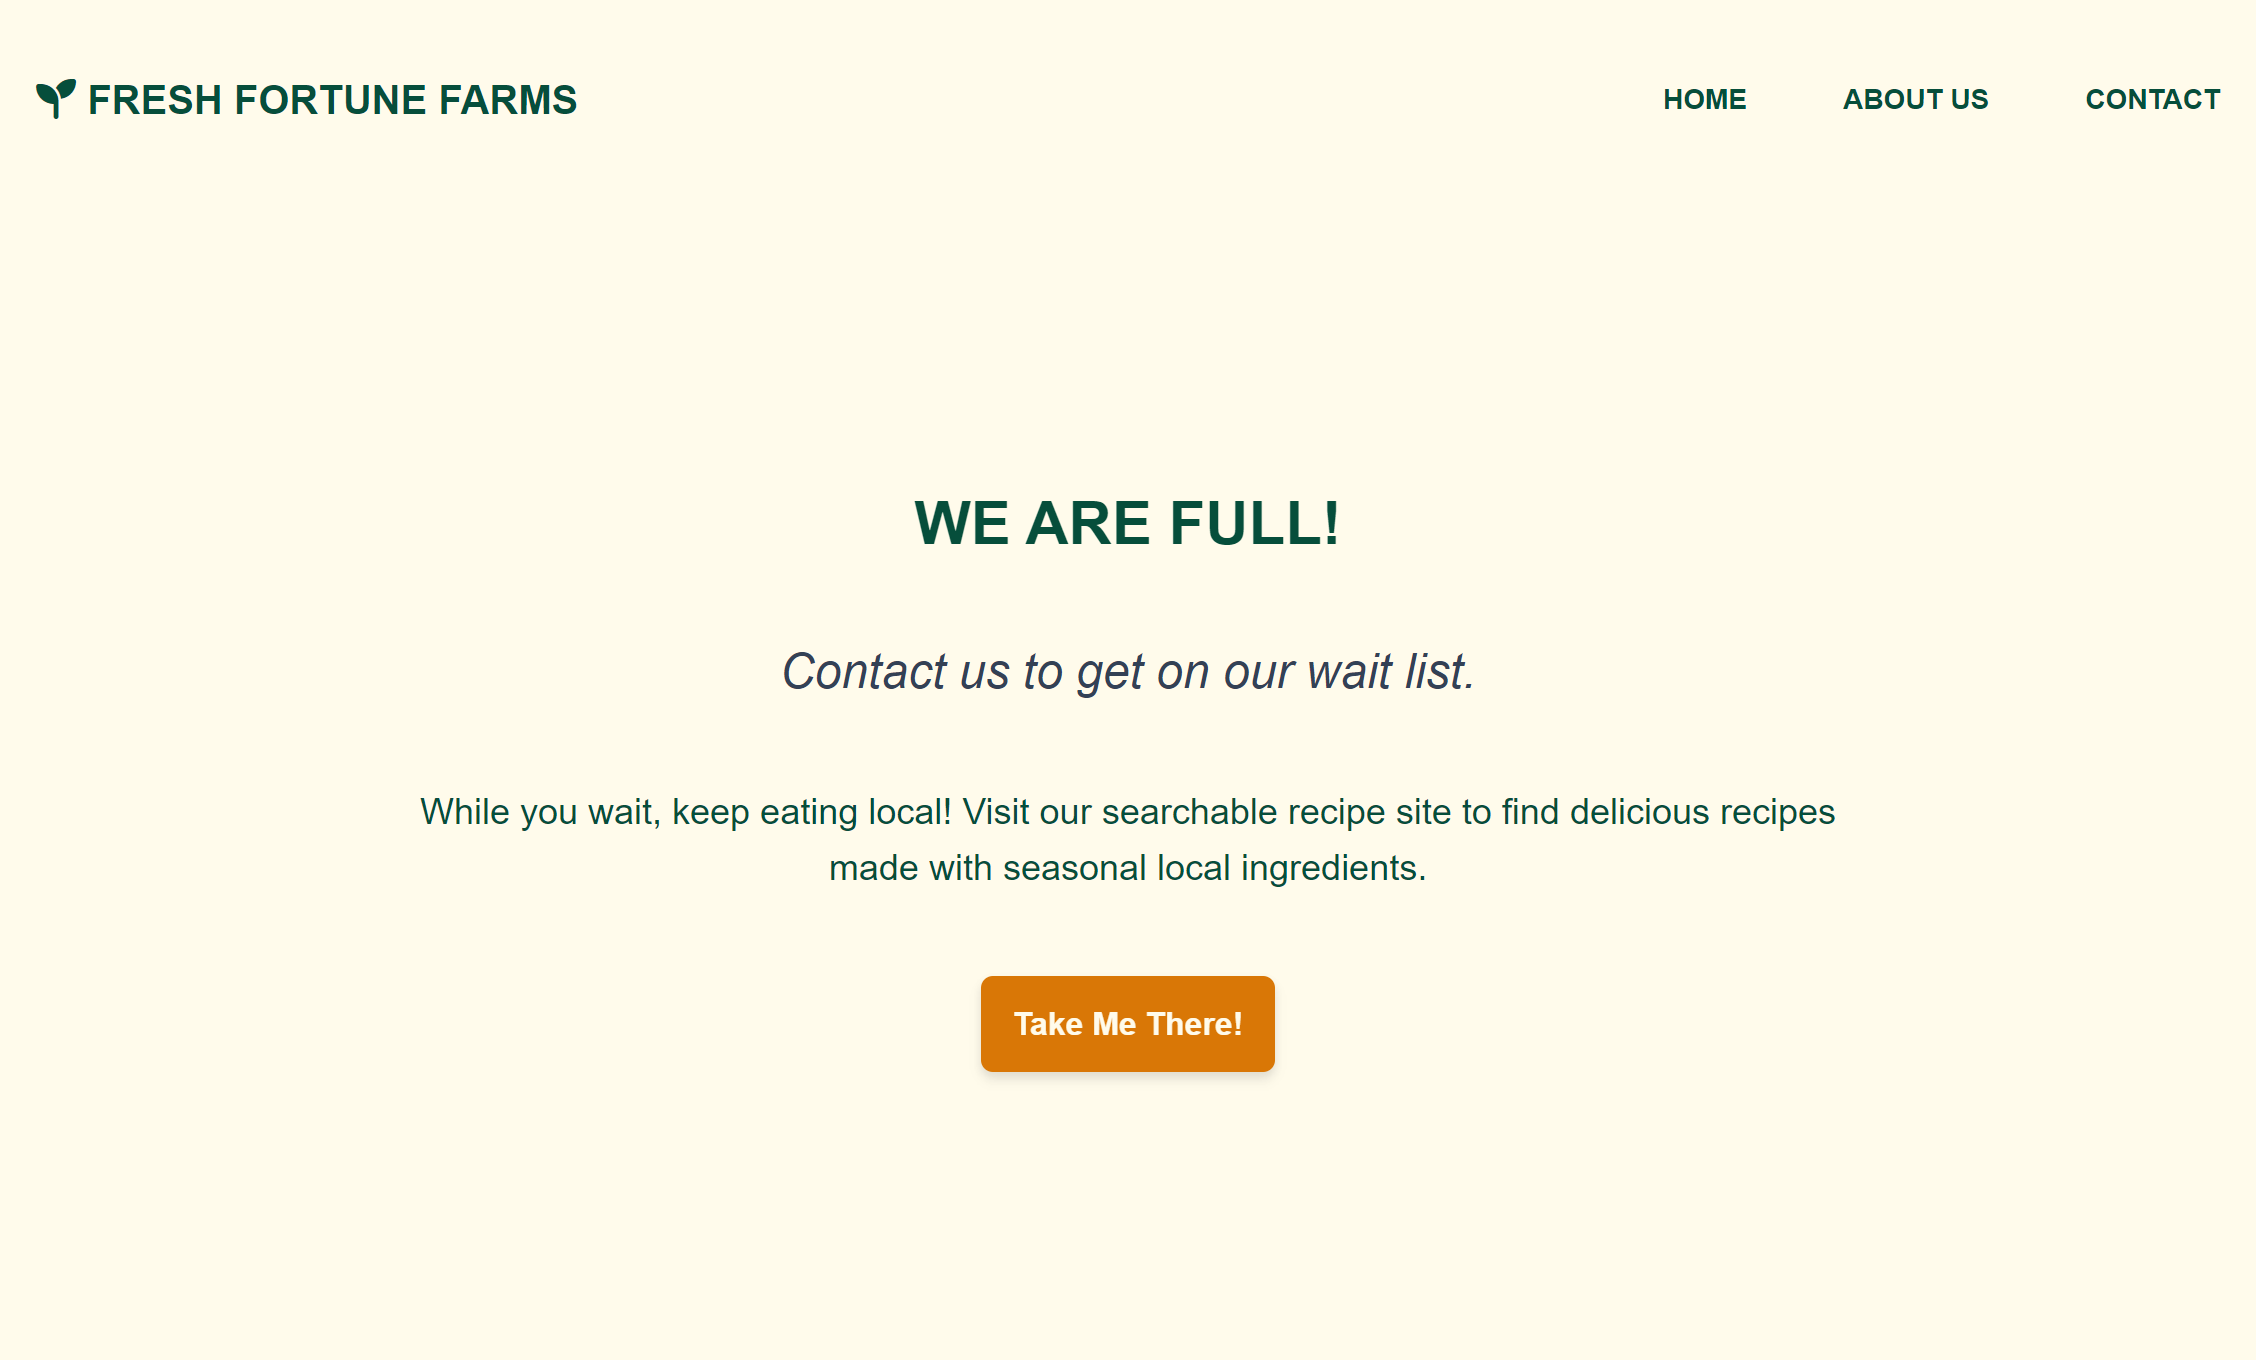 FRESH FORTUNE FARMS
HOME
ABOUT US
CONTACT
WE ARE FULL!
Contact us to get on our wait list.
While you wait, keep eating local! Visit our searchable recipe site to find delicious recipes
made with seasonal local ingredients.
Take Me There!